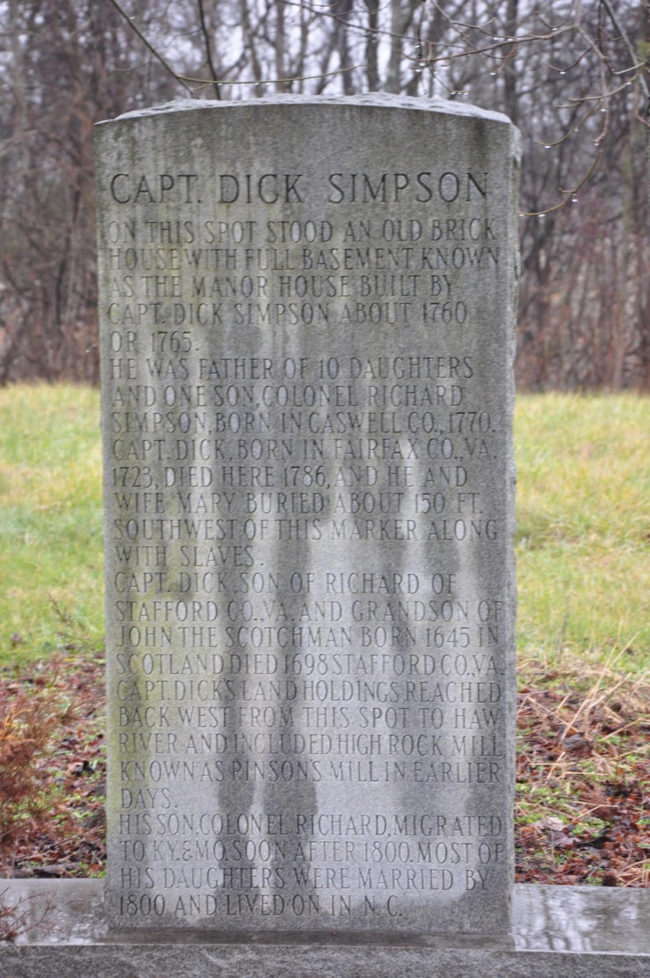 CAPT. DICK SIMPSON
ON THIS SPOT STOOD AN OLD BRICK
HOUSE WITH FULL BASEMENT KNOWN
AS THE MANOR HOUSE BUILT BY
CAPT. DICK SIMPSON ABOUT 1760
OR 1765.
HE WAS FATHER OF 10 DAUGHTERS
AND ONE SON, COLONEL RICHARD
SIMPSON, BORN IN CASWELL CO., 1770.
CAPT. DICK, BORN IN FAIRFAX CO., VA.
1723, DIED HERE 1786, AND HE AND
WIFE MARY BURIED ABOUT 150 FT.
SOUTHWEST OF THIS MARKER ALONG
WITH SLAVES.
CAPT. DICK, SON OF RICHARD OF
STAFFORD CO., VA. AND GRANDSON OF
JOHN THE SCOTCHMAN BORN 1645 IN
SCOTLAND DIED 1698 STAFFORD CO., VA.
CAPT. DICK'S LAND HOLDINGS REACHED
BACK WEST FROM THIS SPOT TO HAW
RIVER AND INCLUDED HIGH ROCK MILL
KNOWN AS PINSON'S MILL IN EARLIER
DAYS.
HIS SON, COLONEL RICHARD, MIGRATED
TO KY. & MO. SOON AFTER 1800. MOST OF
HIS DAUGHTERS WERE MARRIED BY
1800 AND LIVED ON IN N.C.